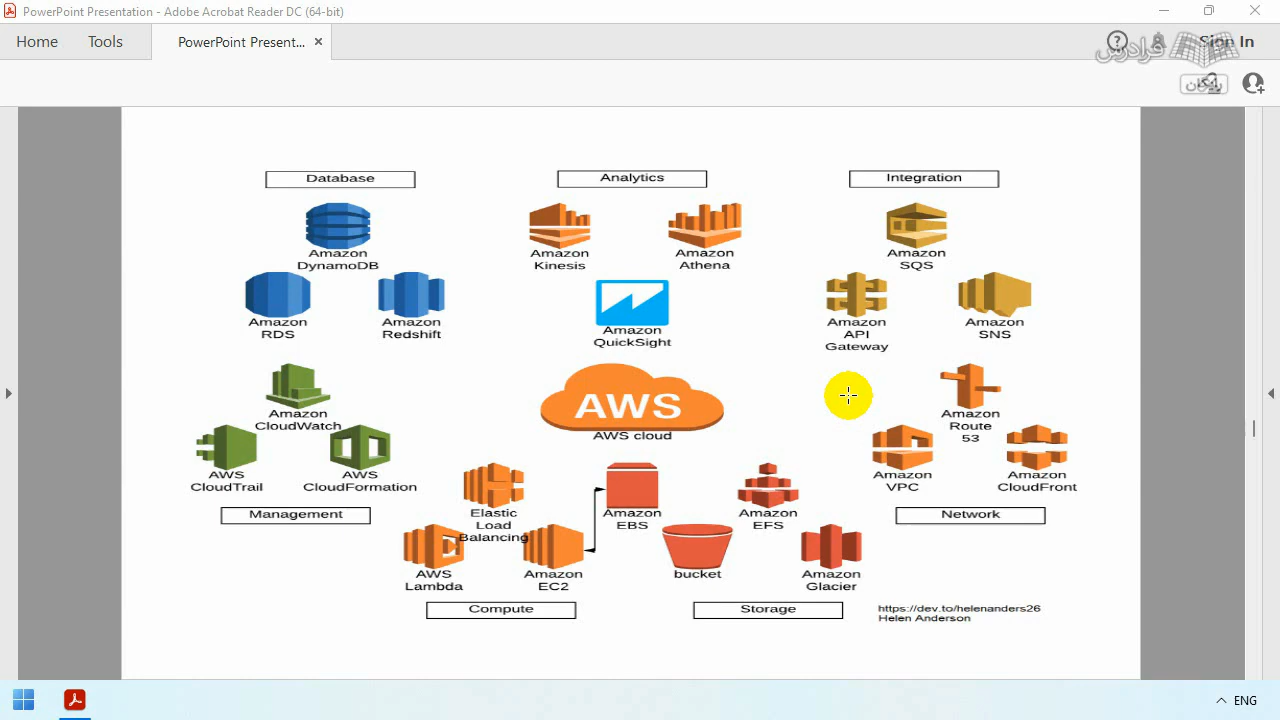 PowerPoint Presentation - Adobe Acrobat Reader DC (64-bit)
Home
Tools
PowerPoint Present...
Sign In
فرادرس
رایگان
Database
Analytics
Integration
Amazon
DynamoDB
Amazon
Kinesis
Amazon
Athena
Amazon
SQS
Amazon
RDS
Amazon
Redshift
Amazon
QuickSight
Amazon
API
Gateway
Amazon
SNS
Amazon
CloudWatch
AWS
AWS cloud
Amazon
Route
53
AWS
CloudTrail
AWS
CloudFormation
Amazon
VPC
Amazon
CloudFront
Management
Elastic
Load
Balancing
Amazon
EBS
Amazon
EFS
Network
AWS
Lambda
Amazon
EC2
bucket
Amazon
Glacier
Compute
Storage
https://dev.to/helenanders26
Helen Anderson
ENG